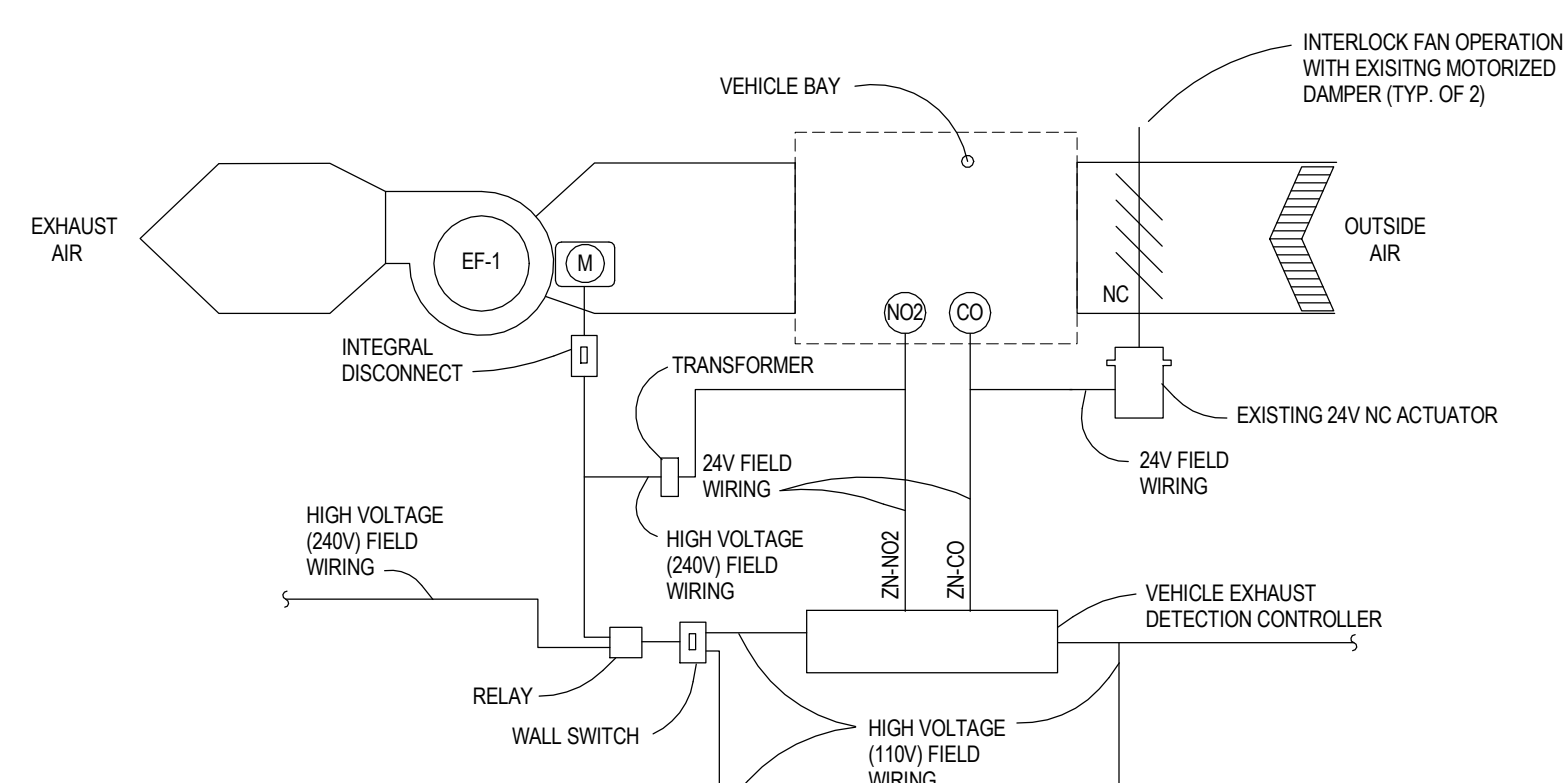 INTERLOCK FAN OPERATION
WITH EXISITNG MOTORIZED
DAMPER (TYP. OF 2)
VEHICLE BAY
EXHAUST
AIR
EF-1
M
NC
OUTSIDE
AIR
NO2
CO
INTEGRAL
DISCONNECT
TRANSFORMER
EXISTING 24V NC ACTUATOR
24V FIELD
WIRING
24V FIELD
WIRING
HIGH VOLTAGE
(240V) FIELD
WIRING
HIGH VOLTAGE
(240V) FIELD
WIRING
ZN-NO2
ZN-CO
VEHICLE EXHAUST
DETECTION CONTROLLER
RELAY
WALL SWITCH
HIGH VOLTAGE
(110V) FIELD
WIRING